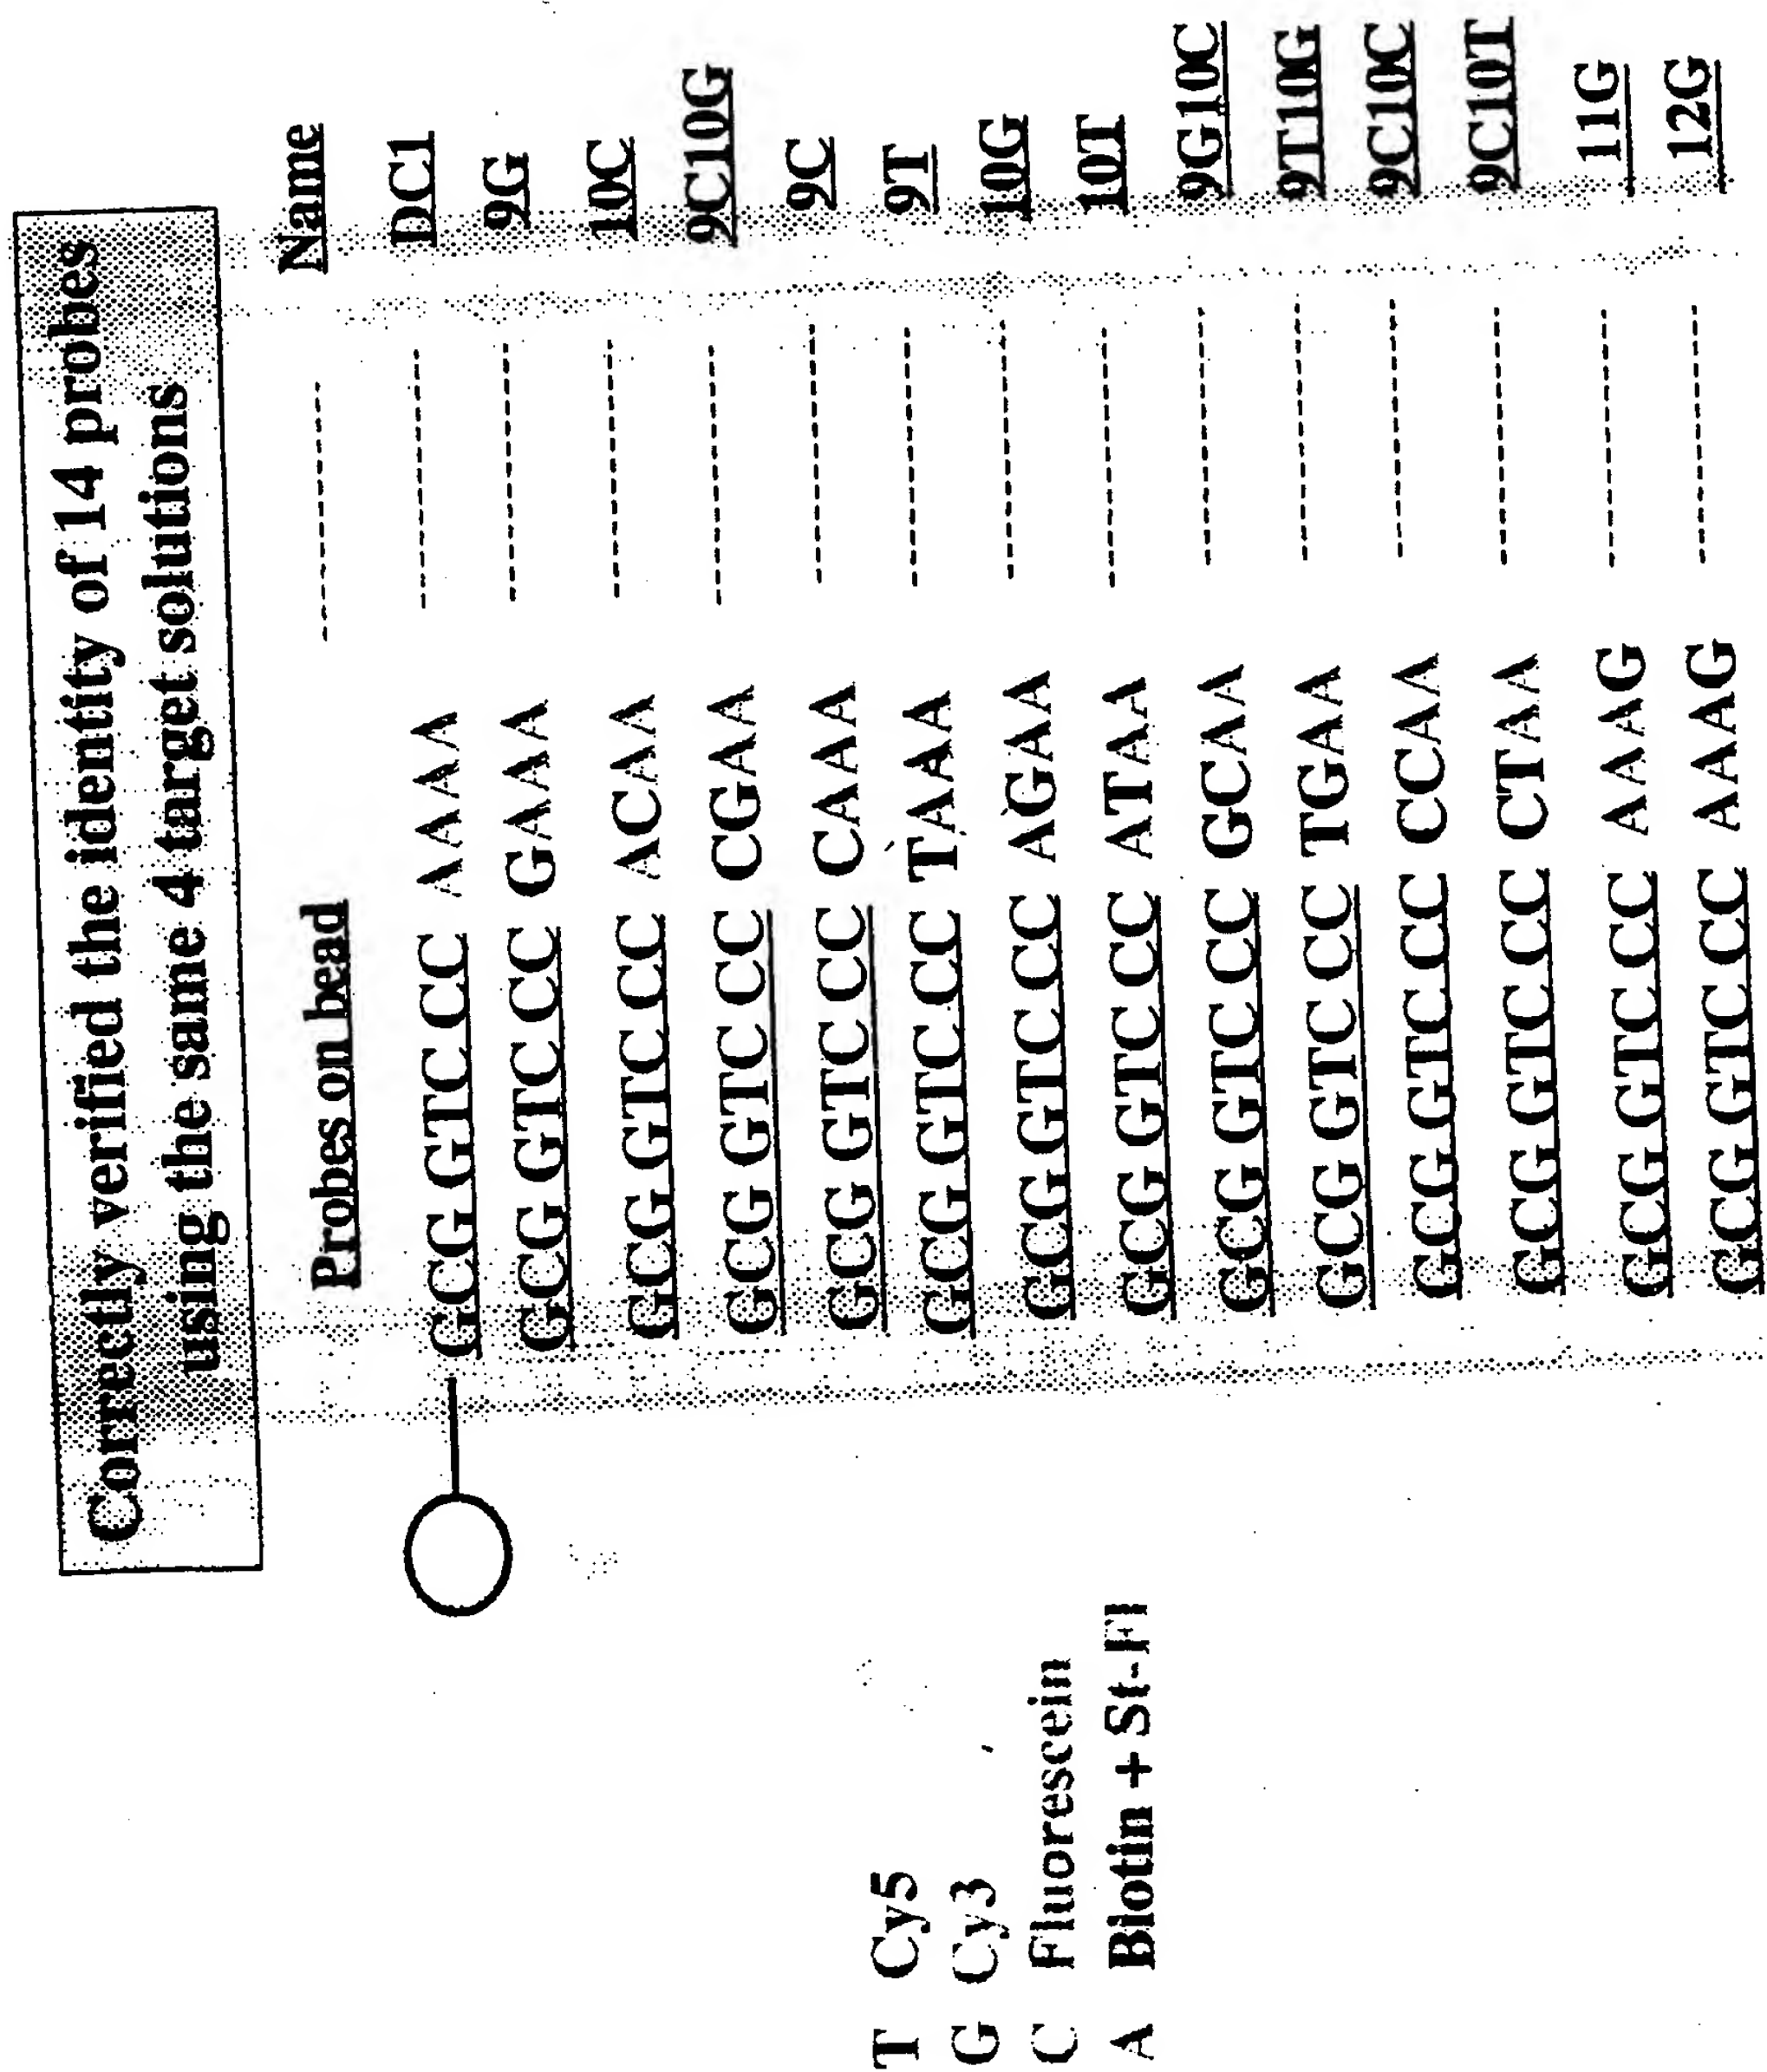 Correctly verified the identity of 14 probes
using the same 4 target solutions
Probes on bead ---------- Name
GCG GTC CC AAAA ---------- DC1
GCG GTC CC GAAA ---------- 9G
GCG GTC CC ACAA ---------- 10C
GCG GTC CC CGAA ---------- 9C10G
GCG GTC CC CAAA ---------- 9C
GCG GTC CC TAAA ---------- 9T
GCG GTC CC AGAA ---------- 10G
GCG GTC CC ATAA ---------- 10T
GCG GTC CC GCAA ---------- 9G10C
GCG GTC CC TGAA ---------- 9T10G
GCG GTC CC CCAA ---------- 9C10C
GCG GTC CC CTAA ---------- 9C10T
GCG GTC CC AAAG ---------- 11G
GCG GTC CC AAAG ---------- 12G
T Cy5
G Cy3
C Fluorescein
A Biotin + St-Fl